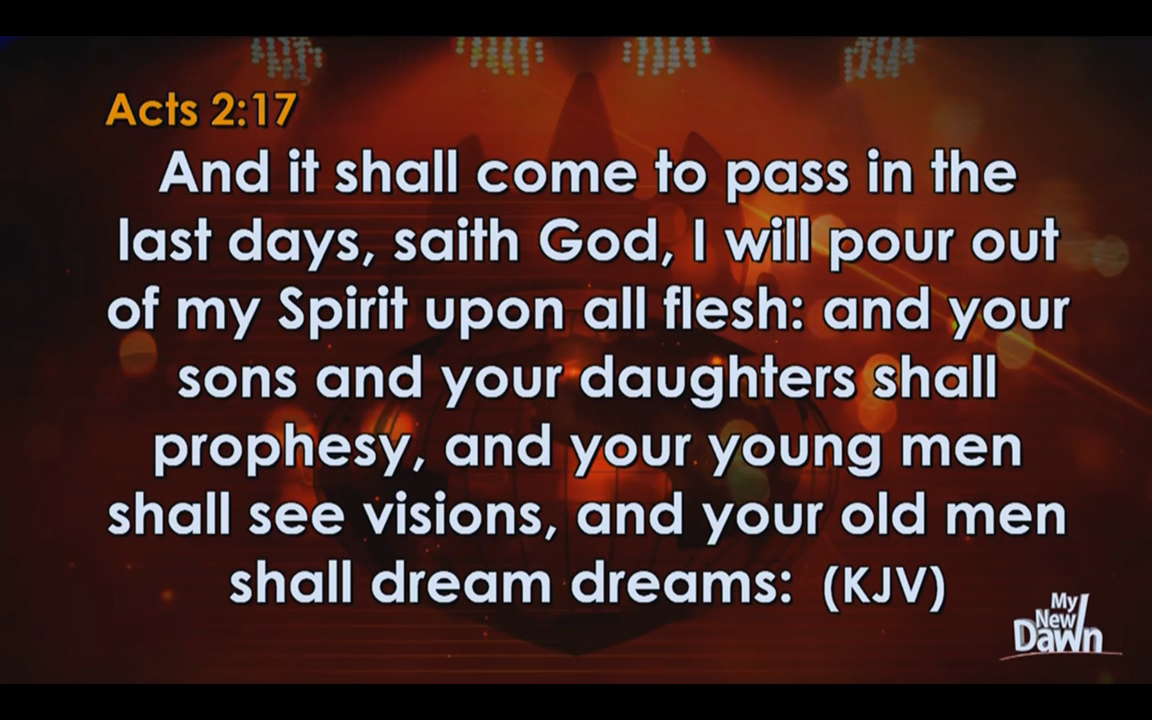 Acts 2:17
And it shall come to pass in the
last days, saith God, I will pour out
of my Spirit upon all flesh: and your
sons and your daughters shall
prophesy, and your young men
shall see visions, and your old men
shall dream dreams: (KJV)
My
New
Dawn